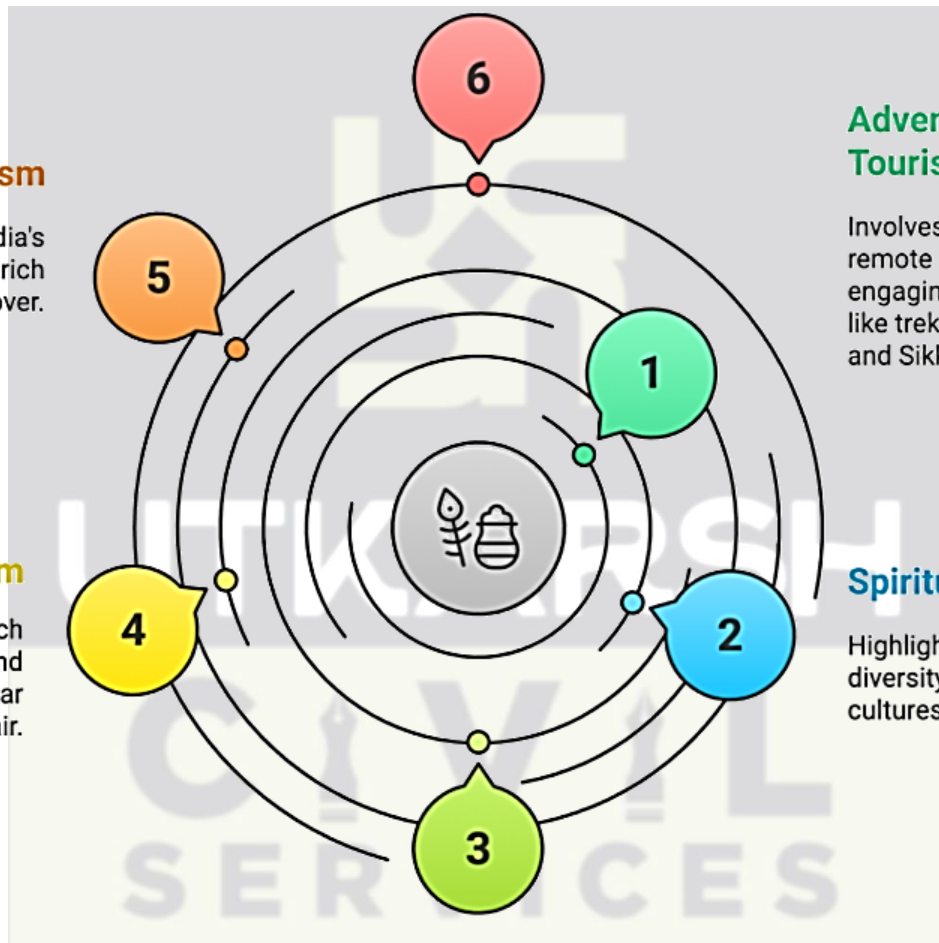 6
Adven
Touris
sm
Involves
dia's
remote
rich
engagin
over.
like trek
and Sikk
5
1
UTKARSH
m
Spiritu
ch
nd
ar
ir.
4
2
Highligh
diversity
cultures
CIVIL
3
SERVICES